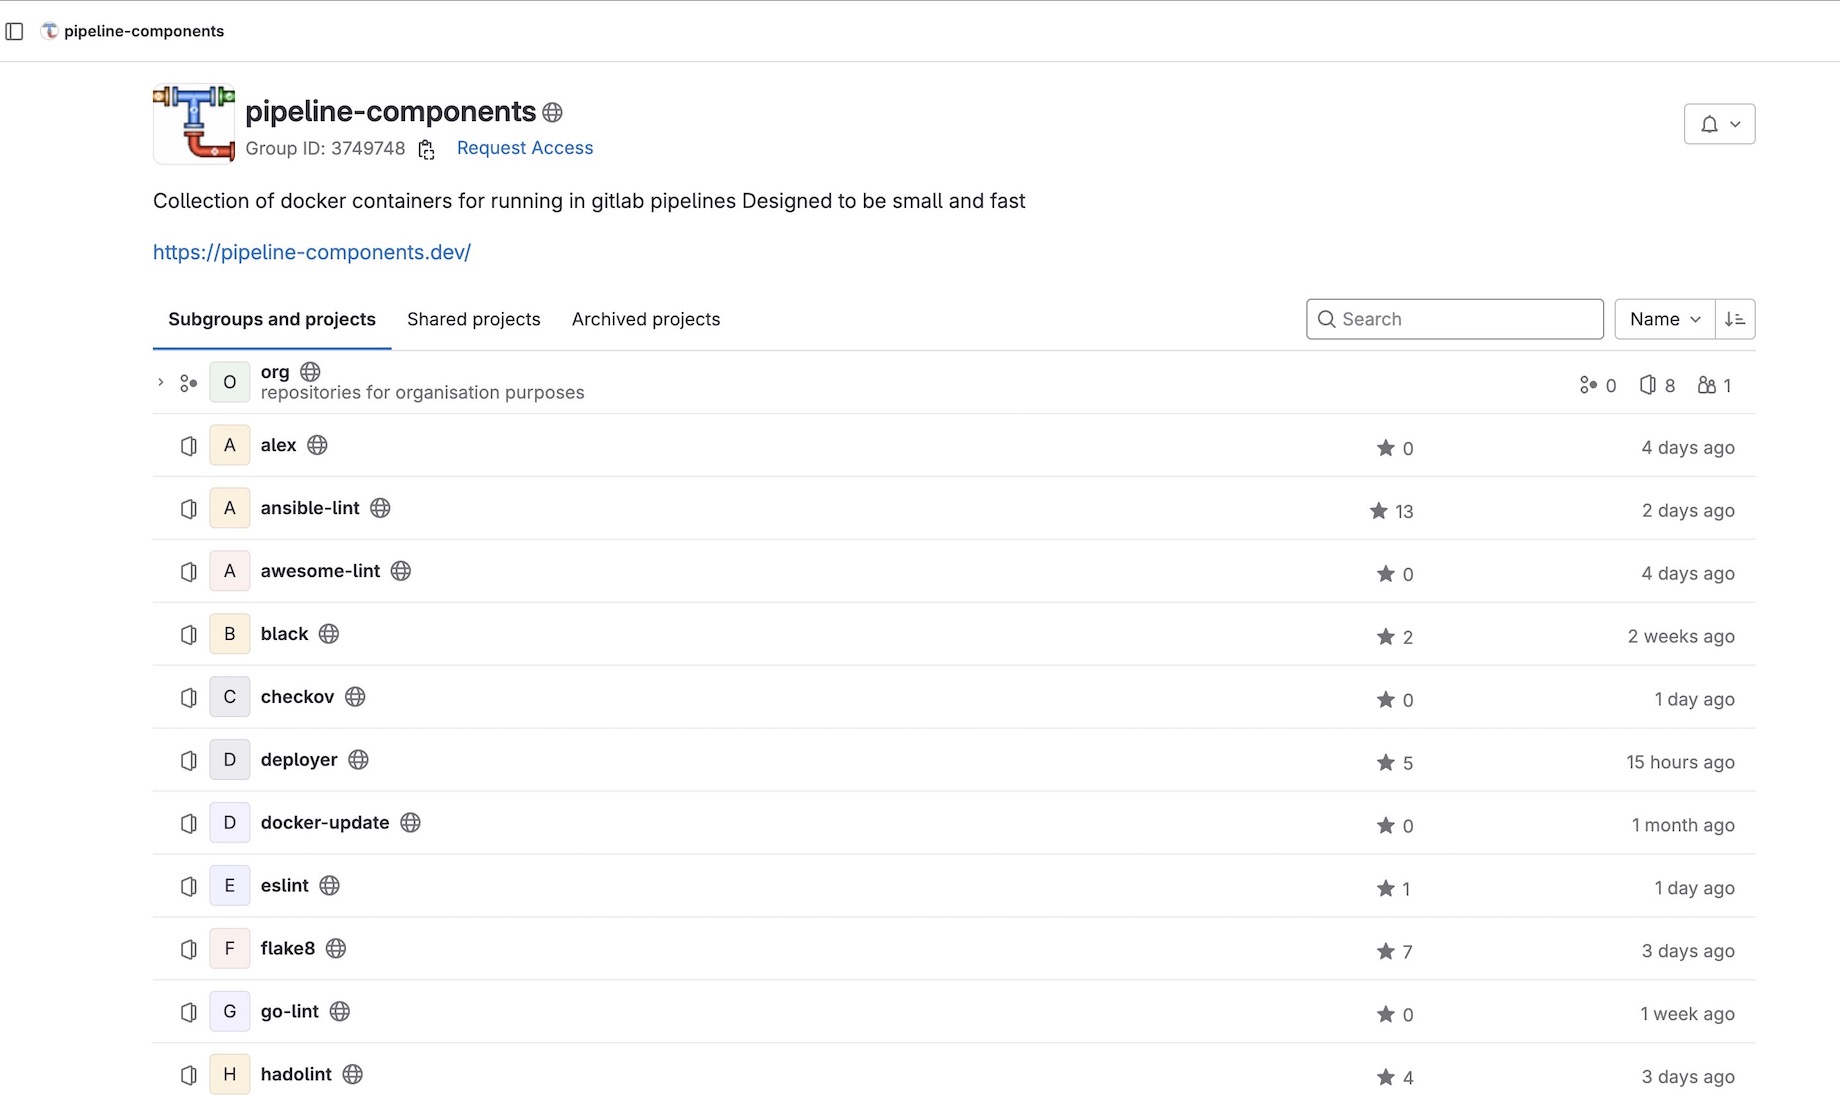 pipeline-components
pipeline-components
Group ID: 3749748 Request Access
Collection of docker containers for running in gitlab pipelines Designed to be small and fast
https://pipeline-components.dev/
Subgroups and projects Shared projects Archived projects Search Name
O org 0 8 1
repositories for organisation purposes
A alex 0 4 days ago
A ansible-lint 13 2 days ago
A awesome-lint 0 4 days ago
B black 2 2 weeks ago
C checkov 0 1 day ago
D deployer 5 15 hours ago
D docker-update 0 1 month ago
E eslint 1 1 day ago
F flake8 7 3 days ago
G go-lint 0 1 week ago
H hadolint 4 3 days ago